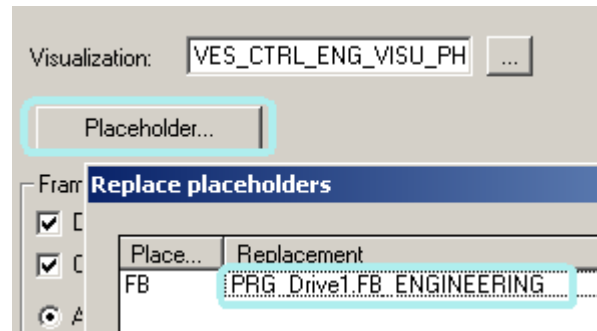 Visualization: VES_CTRL_ENG_VISU_PH ...
Placeholder...
Replace placeholders
Place... Replacement
FB PRG_Drive1.FB_ENGINEERING